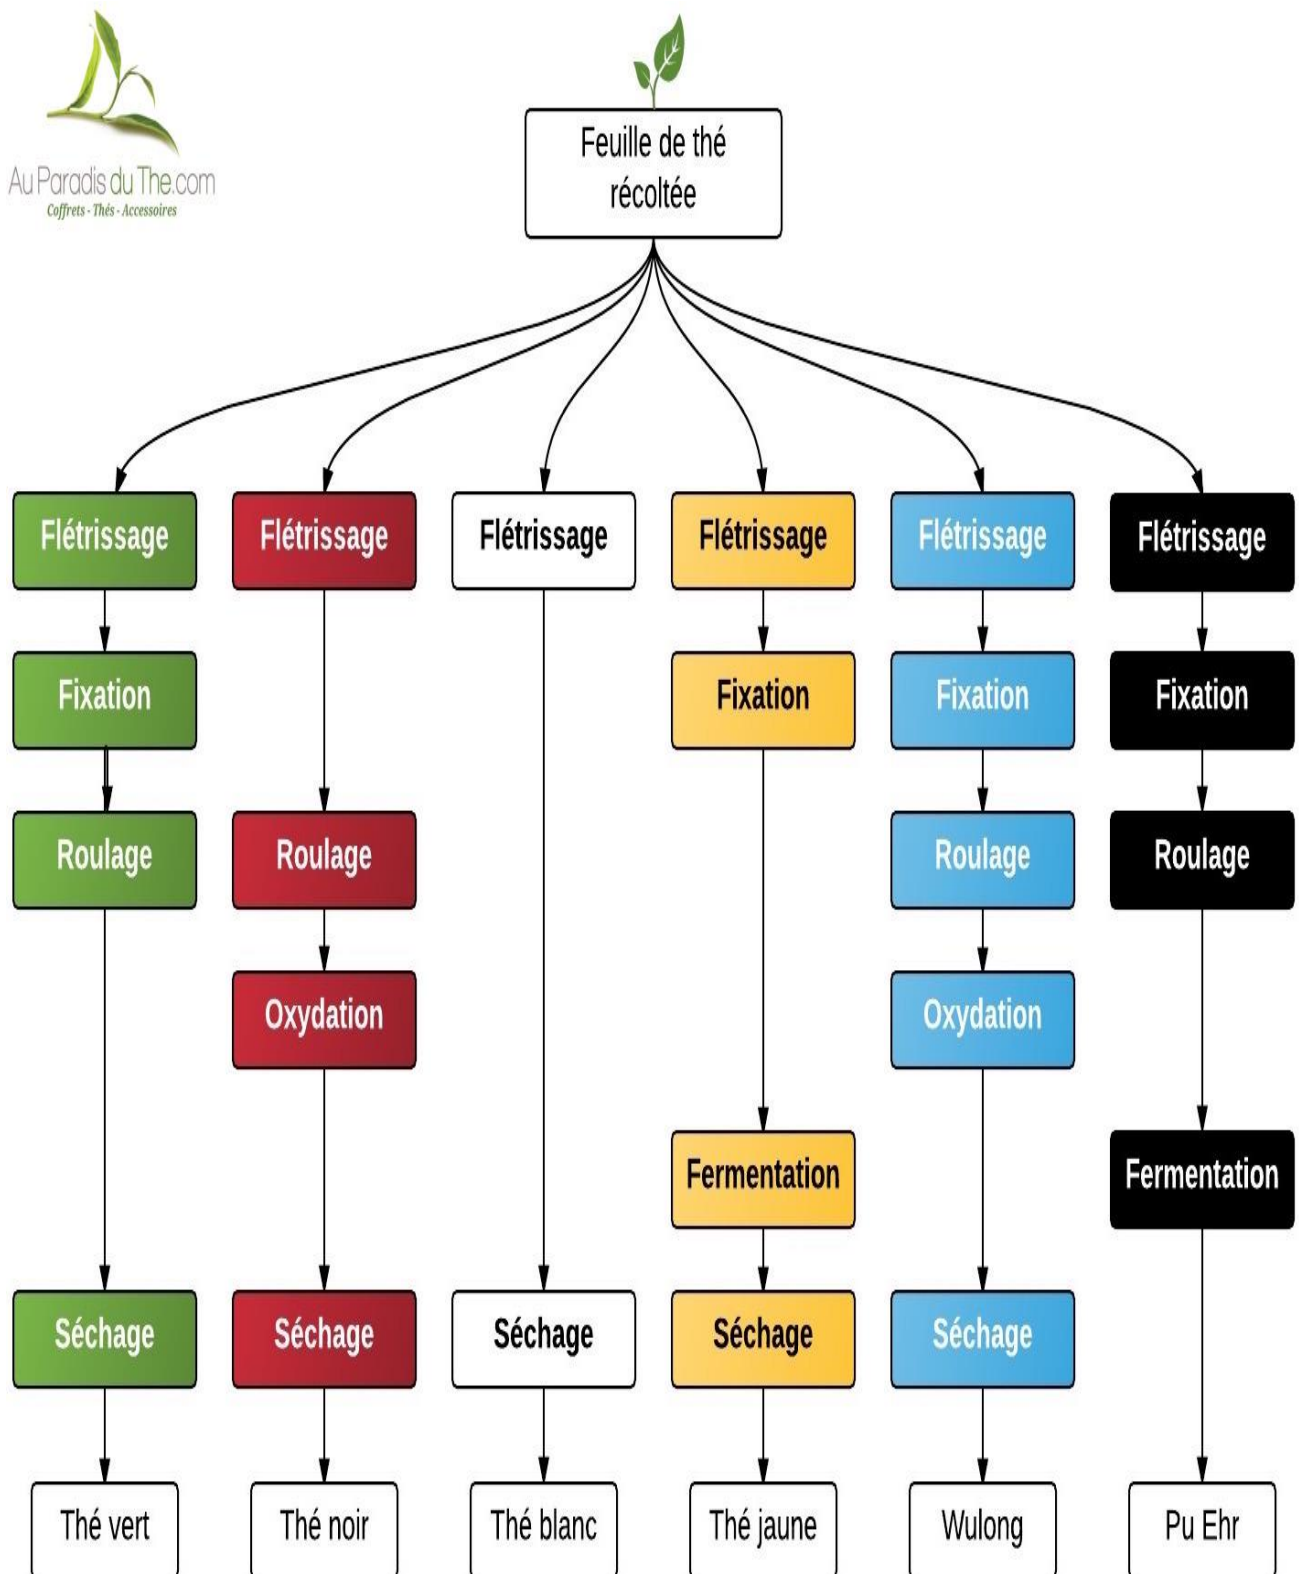 Au Paradis du The.com
Coffrets - Thés - Accessoires
Feuille de thé
récoltée
Flétrissage
Flétrissage
Flétrissage
Flétrissage
Flétrissage
Flétrissage
Fixation
Fixation
Fixation
Fixation
Roulage
Roulage
Roulage
Roulage
Oxydation
Oxydation
Fermentation
Fermentation
Séchage
Séchage
Séchage
Séchage
Séchage
Thé vert
Thé noir
Thé blanc
Thé jaune
Wulong
Pu Ehr